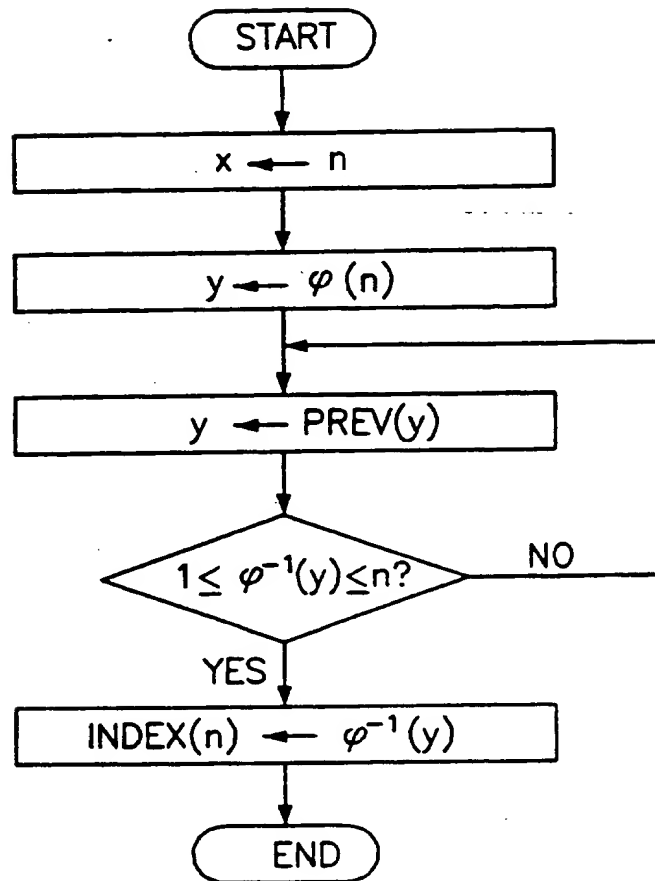 START
x ← n
y ← φ(n)
y ← PREV(y)
1 ≤ φ⁻¹(y) ≤ n?
NO
YES
INDEX(n) ← φ⁻¹(y)
END